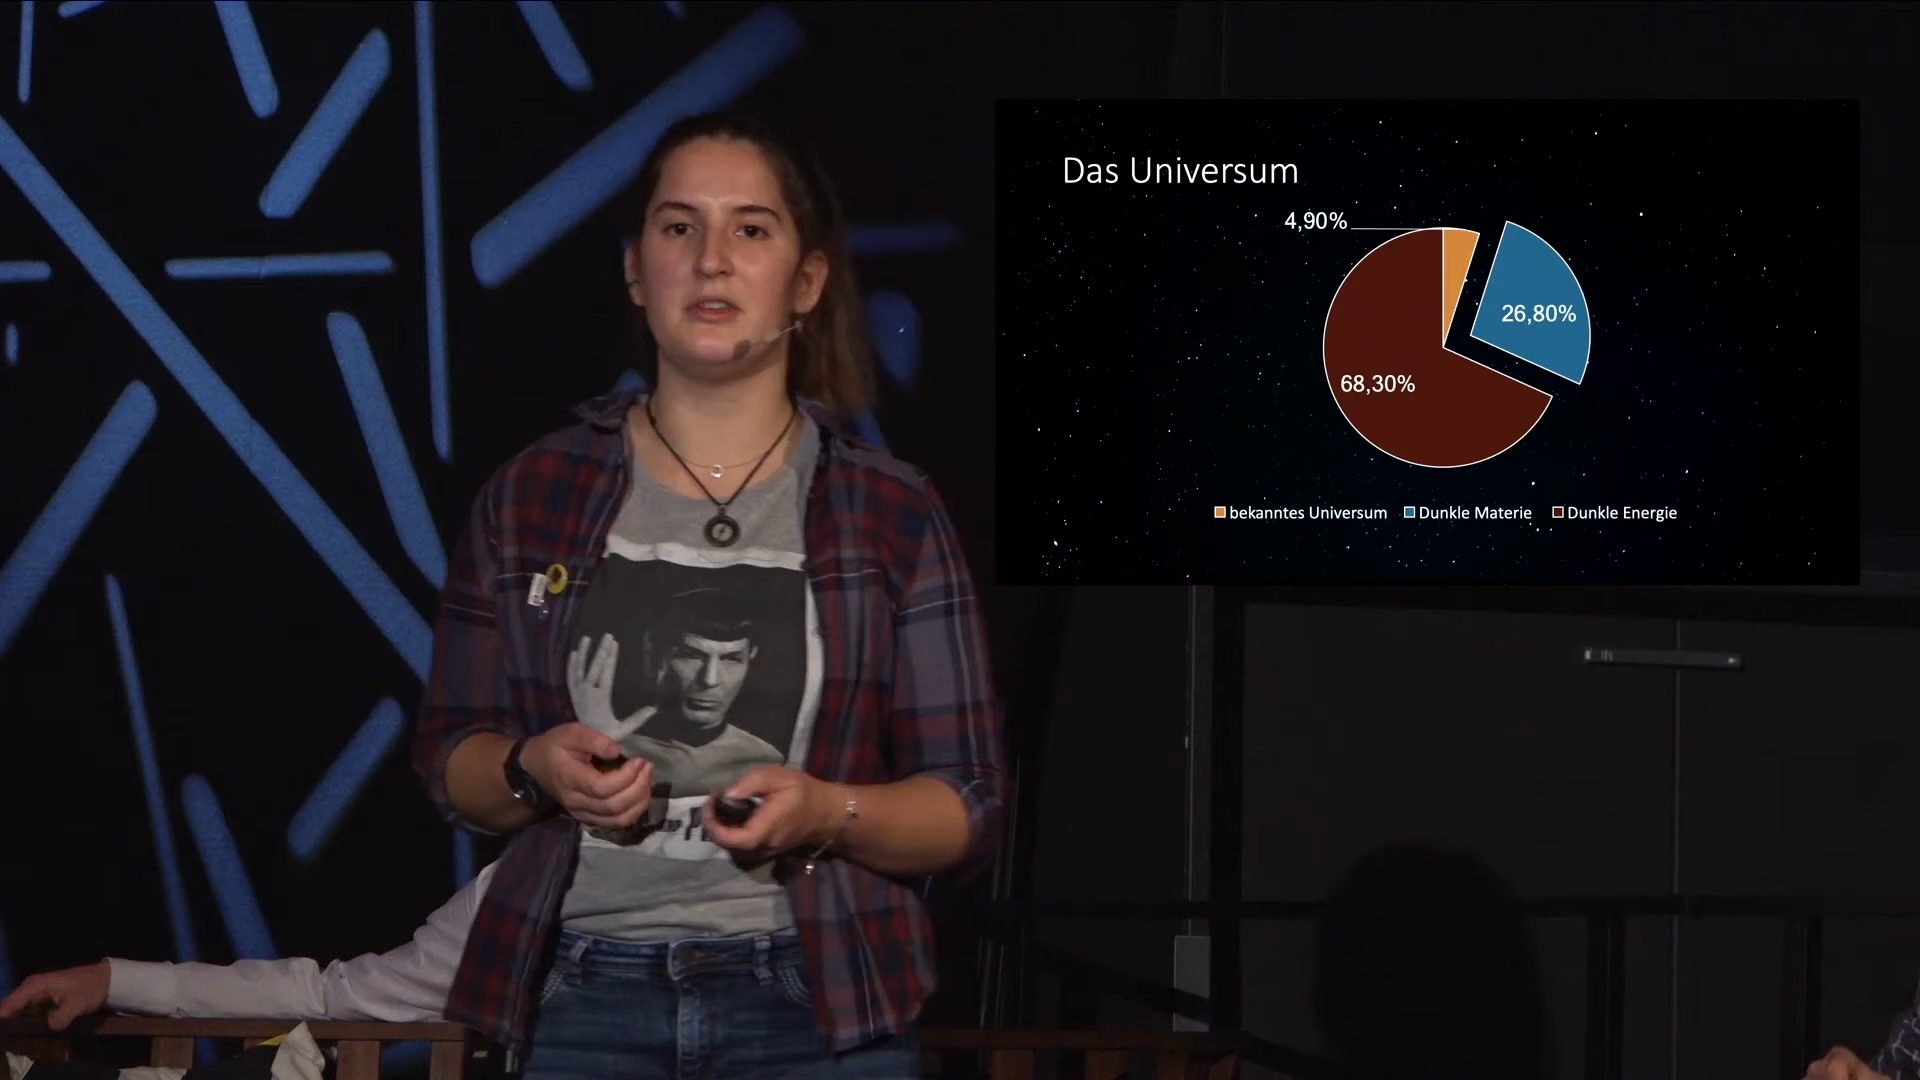 Das Universum
4,90%
26,80%
68,30%
bekanntes Universum Dunkle Materie Dunkle Energie